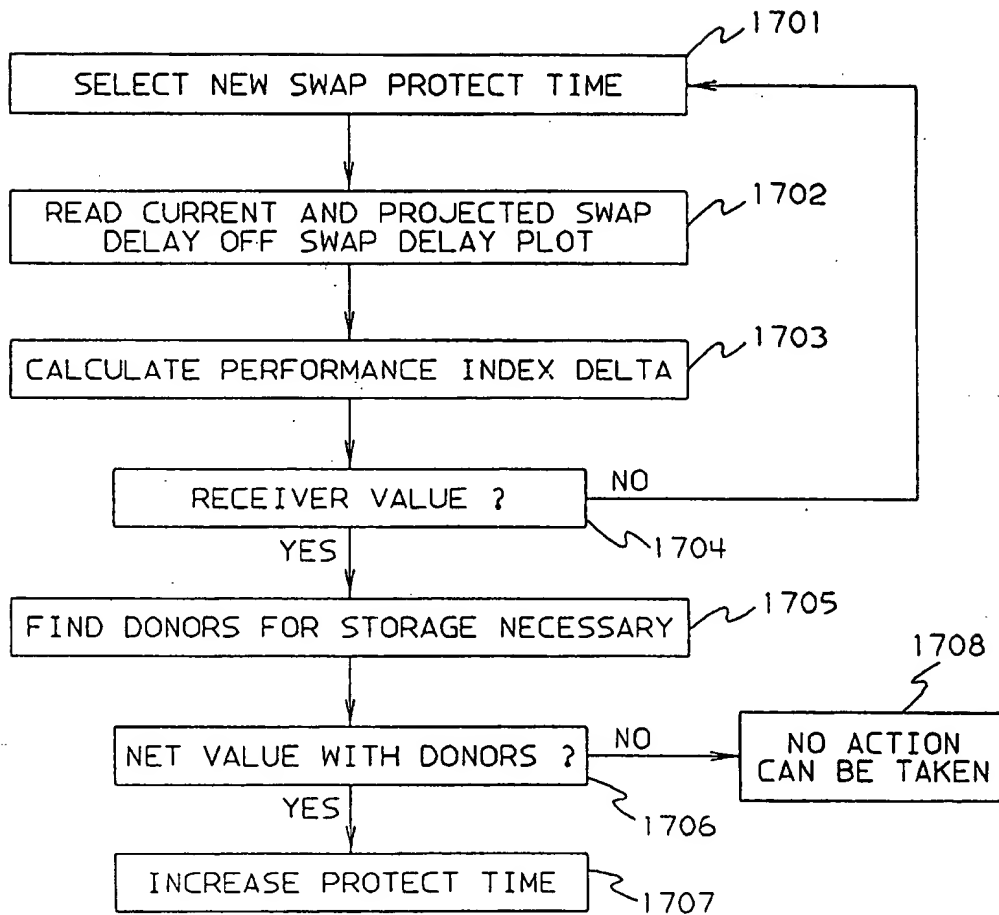 1701
SELECT NEW SWAP PROTECT TIME
1702
READ CURRENT AND PROJECTED SWAP
DELAY OFF SWAP DELAY PLOT
1703
CALCULATE PERFORMANCE INDEX DELTA
RECEIVER VALUE ?
NO
1704
YES
1705
FIND DONORS FOR STORAGE NECESSARY
1708
NET VALUE WITH DONORS ?
NO
NO ACTION
CAN BE TAKEN
YES
1706
INCREASE PROTECT TIME
1707